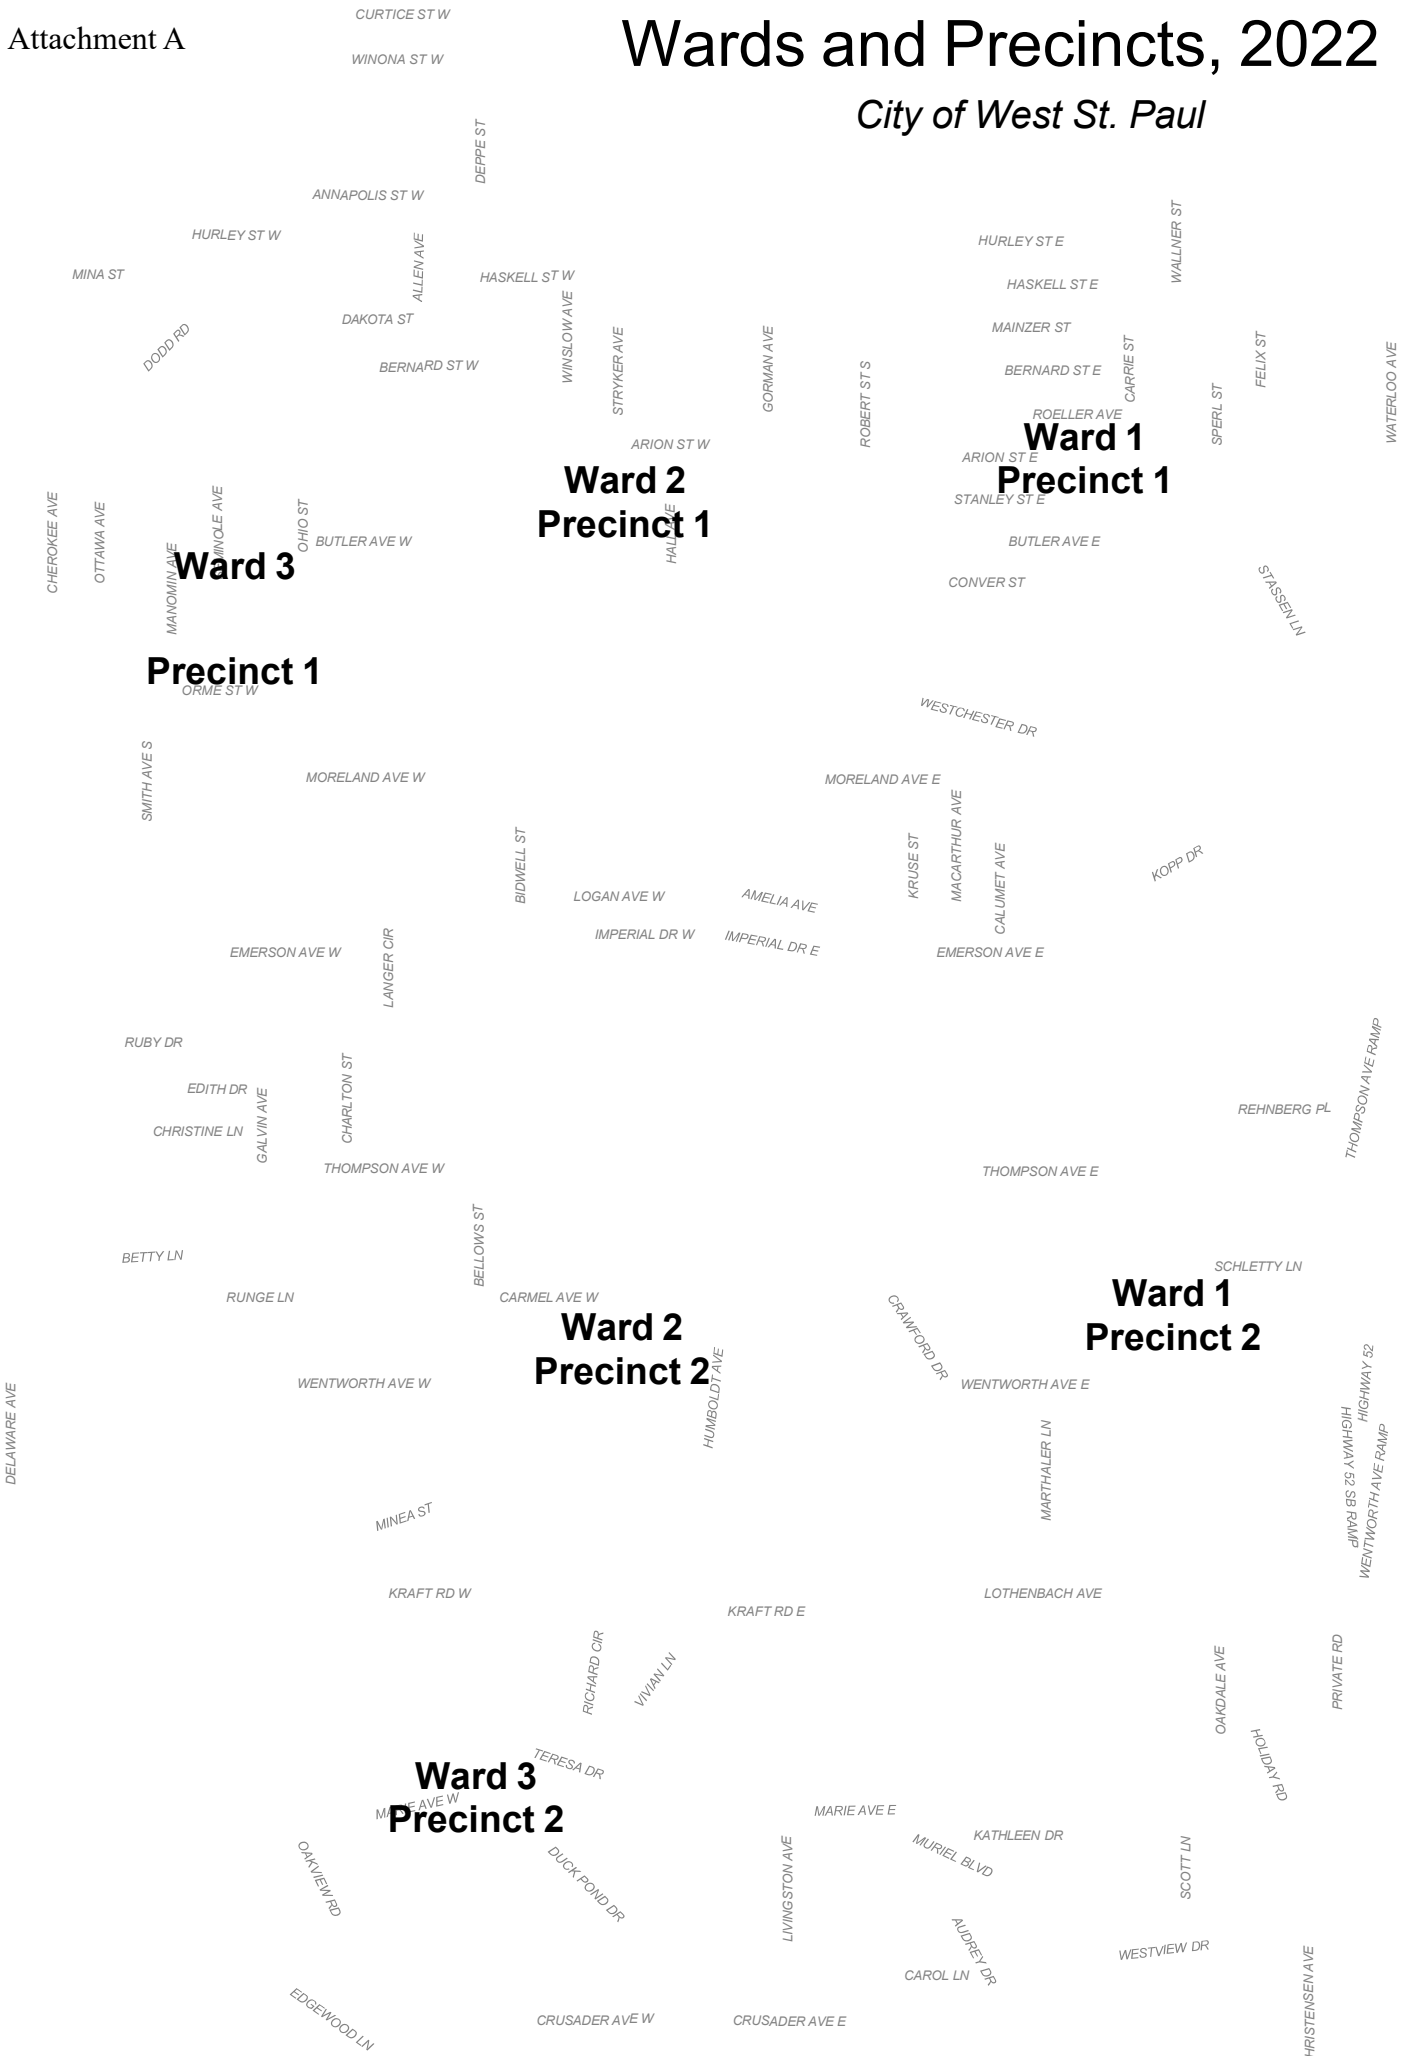 CURTICE ST W
Attachment A
Wards and Precincts, 2022
WINONA ST W
City of West St. Paul
DEPPE ST
ANNAPOLIS ST W
WALLNER ST
HURLEY ST W
HURLEY ST E
ALLEN AVE
MINA ST
HASKELL ST W
HASKELL ST E
DAKOTA ST
MAINZER ST
WINSLOW AVE
DODD RD
STRYKER AVE
GORMAN AVE
BERNARD ST W
BERNARD ST E
CARRIE ST
FELIX ST
ROBERT ST S
SPERL ST
WATERLOO AVE
ROELLER AVE
Ward 1
Precinct 1
ARION ST W
ARION ST E
STANLEY ST E
Ward 2
Precinct 1
HALL AVE
CHEROKEE AVE
OTTAWA AVE
MANOMIN AVE
OHIO ST
BUTLER AVE W
BUTLER AVE E
Ward 3
Precinct 1
CONVER ST
STASSEN LN
ORME ST W
WESTCHESTER DR
SMITH AVE S
MORELAND AVE W
MORELAND AVE E
MACARTHUR AVE
KRUSE ST
CALUMET AVE
KOPP DR
BIDWELL ST
LOGAN AVE W
AMELIA AVE
IMPERIAL DR W
IMPERIAL DR E
EMERSON AVE W
LANGER CIR
EMERSON AVE E
RUBY DR
THOMPSON AVE RAMP
EDITH DR
GALVIN AVE
CHARLTON ST
REHNBERG PL
CHRISTINE LN
THOMPSON AVE W
THOMPSON AVE E
BELLOWS ST
BETTY LN
SCHLETTY LN
RUNGE LN
CARMEL AVE W
Ward 1
Precinct 2
Ward 2
Precinct 2
CRAWFORD DR
HUMBOLDT AVE
WENTWORTH AVE W
WENTWORTH AVE E
HIGHWAY 52
DELAWARE AVE
MARTHALER LN
HIGHWAY 52 SB RAMP
WENTWORTH AVE RAMP
MINEA ST
KRAFT RD W
LOTHENBACH AVE
KRAFT RD E
RICHARD CIR
VIVIAN LN
OAKDALE AVE
PRIVATE RD
HOLIDAY RD
TERESA DR
Ward 3
Precinct 2
MARIE AVE W
MARIE AVE E
KATHLEEN DR
MURIEL BLVD
SCOTT LN
OAKVIEW RD
DUCK POND DR
LIVINGSTON AVE
AUDREY DR
WESTVIEW DR
CAROL LN
EDGEWOOD LN
CRUSADER AVE W
CRUSADER AVE E
HRISTENSEN AVE